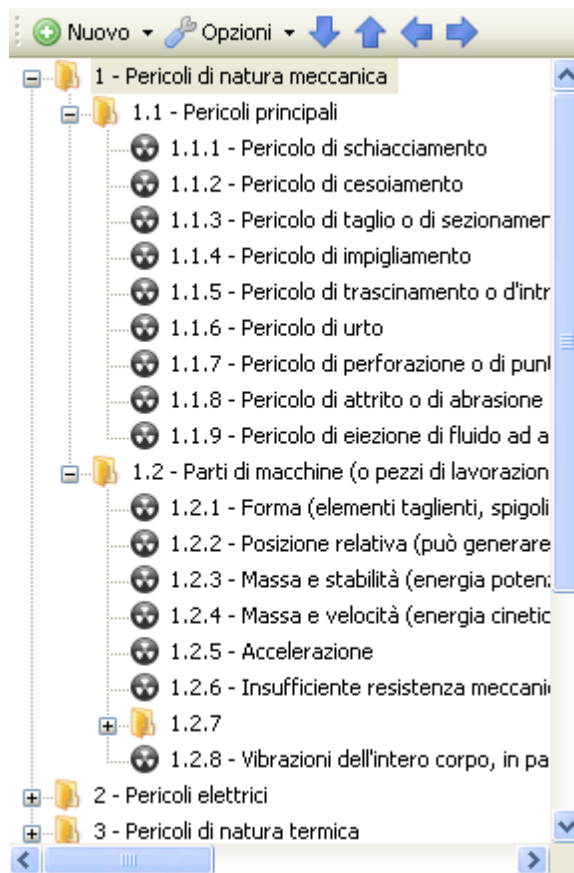 Nuovo Opzioni
1 - Pericoli di natura meccanica
1.1 - Pericoli principali
1.1.1 - Pericolo di schiacciamento
1.1.2 - Pericolo di cesoiamento
1.1.3 - Pericolo di taglio o di
1.1.4 - Pericolo di impigliamento
1.1.5 - Pericolo di trascinamento o d'intr
1.1.6 - Pericolo di urto
1.1.7 - Pericolo di perforazione o di
1.1.8 - Pericolo di attrito o di abrasione
1.1.9 - Pericolo di eiezione di fluido ad a
1.2 - Parti di macchine (o pezzi di lavorazion
1.2.1 - Forma (elementi taglienti, spigoli
1.2.2 - Posizione relativa (può generare
1.2.3 - Massa e stabilità (energia poten
1.2.4 - Massa e velocità (energia cinetic
1.2.5 - Accelerazione
1.2.6 - Insufficiente resistenza meccani
1.2.7
1.2.8 - Vibrazioni dell'intero corpo, in pa
2 - Pericoli elettrici
3 - Pericoli di natura termica